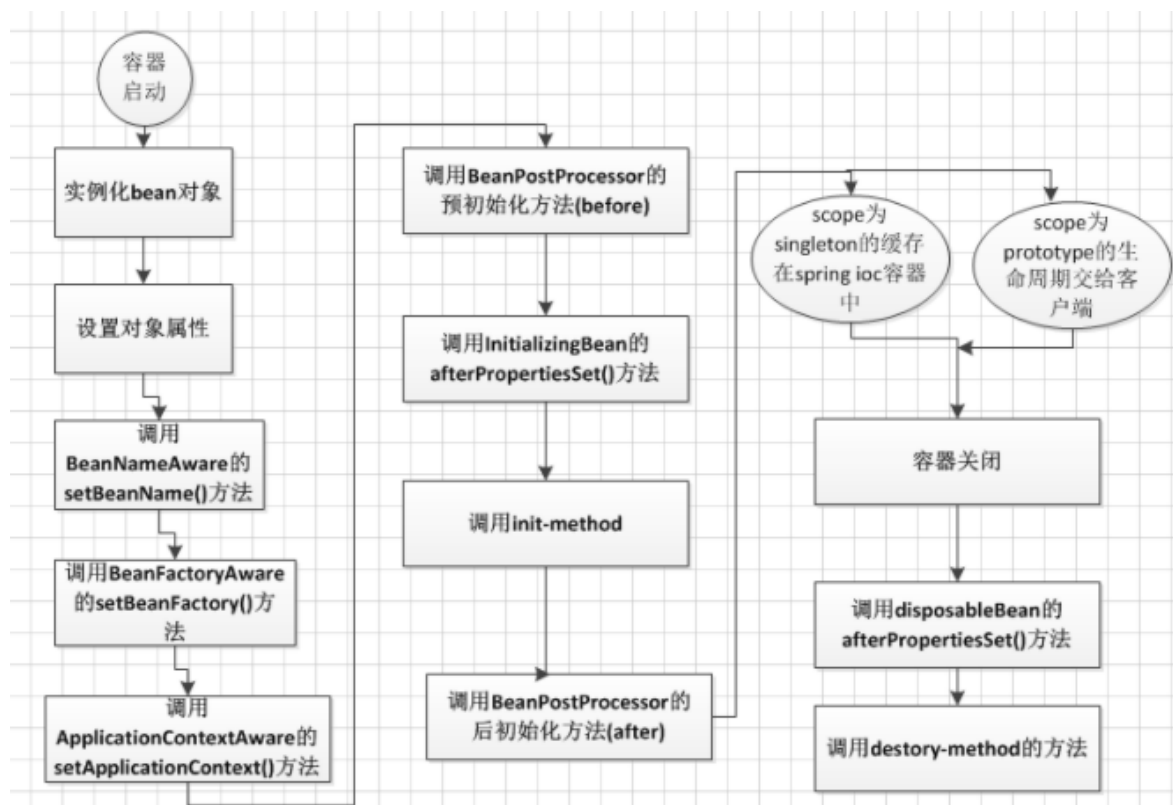 容器
启动
实例化bean对象
设置对象属性
调用
BeanNameAware的
setBeanName()方法
调用BeanFactoryAware
的setBeanFactory()方
法
调用
ApplicationContextAware的
setApplicationContext()方法
调用BeanPostProcessor的
预初始化方法(before)
调用InitializingBean的
afterPropertiesSet()方法
调用init-method
调用BeanPostProcessor的
后初始化方法(after)
scope为
singleton的缓存
在spring ioc容器
中
scope为
prototype的生
命周期交给客
户端
容器关闭
调用disposableBean的
afterPropertiesSet()方法
调用destory-method的方法